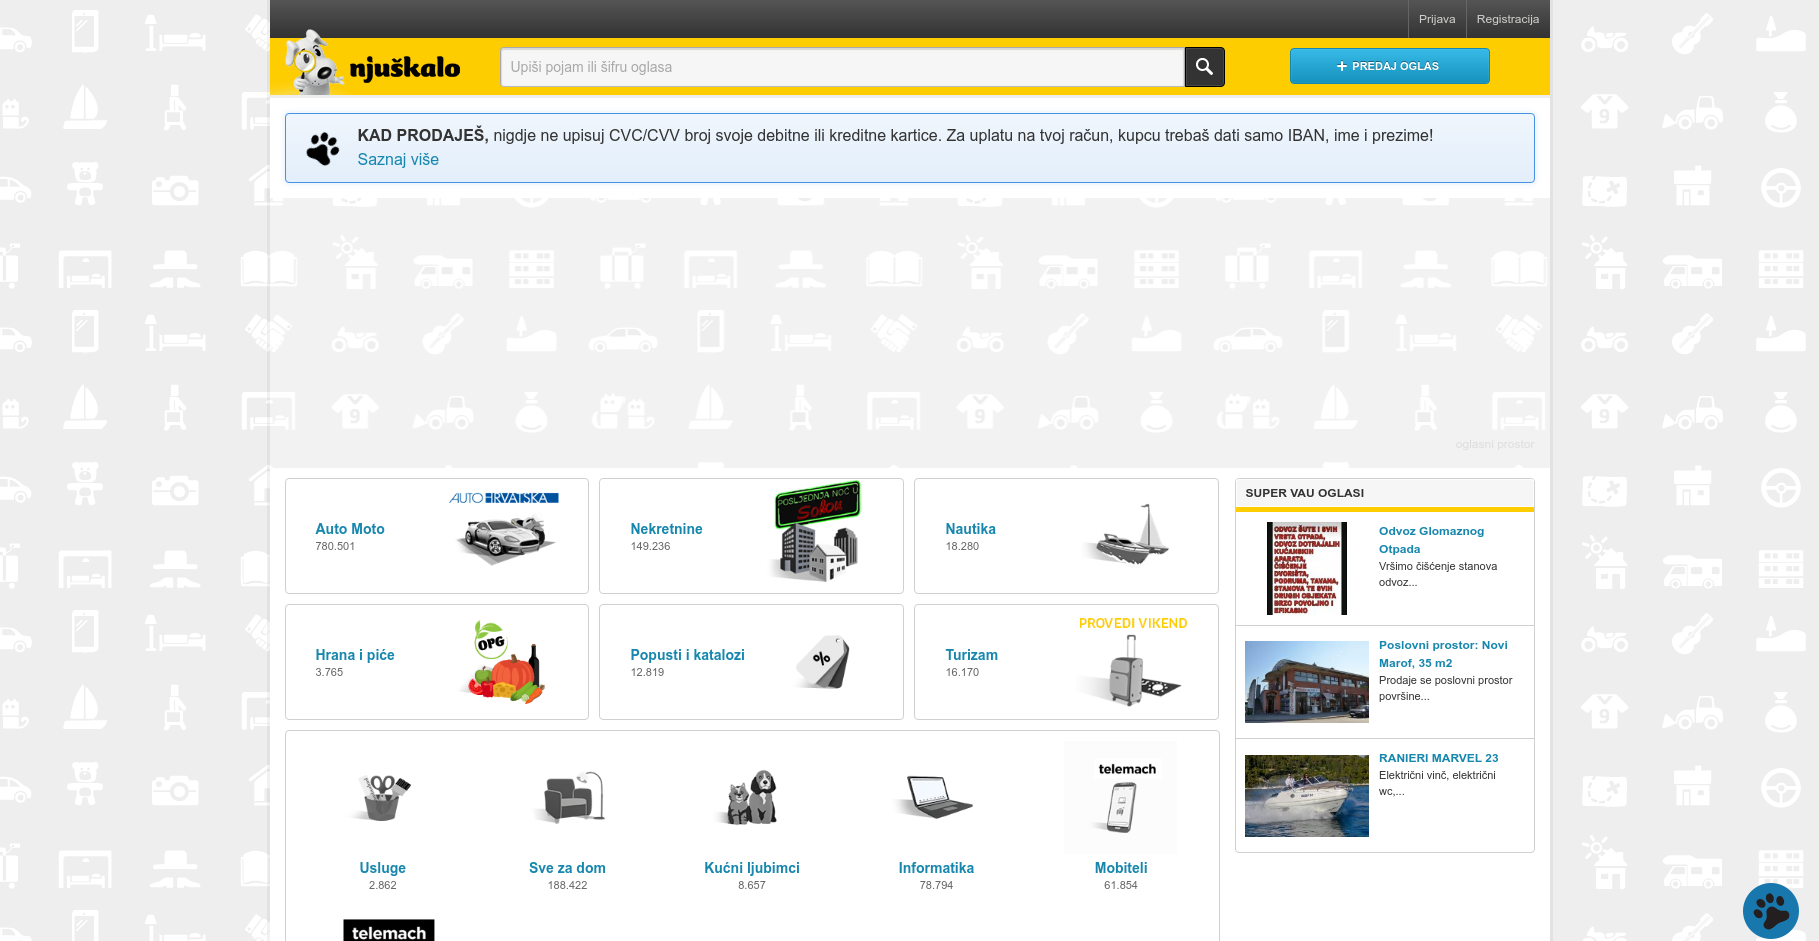 Prijava
Registracija
njuškalo
Upiši pojam ili šifru oglasa
+ PREDAJ OGLAS
KAD PRODAJEŠ, nigdje ne upisuj CVC/CVV broj svoje debitne ili kreditne kartice. Za uplatu na tvoj račun, kupcu trebaš dati samo IBAN, ime i prezime!
Saznaj više
oglasni prostor
AUTO HRVATSKA
Auto Moto
780.501
POSLJEDNJA NOĆ U
Sokou
Nekretnine
149.236
Nautika
18.280
OPG
Hrana i piće
3.765
%
Popusti i katalozi
12.819
PROVEDI VIKEND
Turizam
16.170
Usluge
2.862
Sve za dom
188.422
Kućni ljubimci
8.657
Informatika
78.794
telemach
Mobiteli
61.854
telemach
SUPER VAU OGLASI
ODVOZ ŠUTE I SVIH
VRSTA OTPADA,
ODVOZ DOTRAJALIH
KUĆANSKIH
APARATA,
ČIŠĆENJE
DVORIŠTA,
PODRUMA, TAVANA,
STANOVA TE SVIH
DRUGIH OBJEKATA
BRZO POVOLJNO I
EFIKASNO
Odvoz Glomaznog
Otpada
Vršimo čišćenje stanova
odvoz...
Poslovni prostor: Novi
Marof, 35 m2
Prodaje se poslovni prostor
površine...
RANIERI MARVEL 23
Električni vinč, električni
wc,...